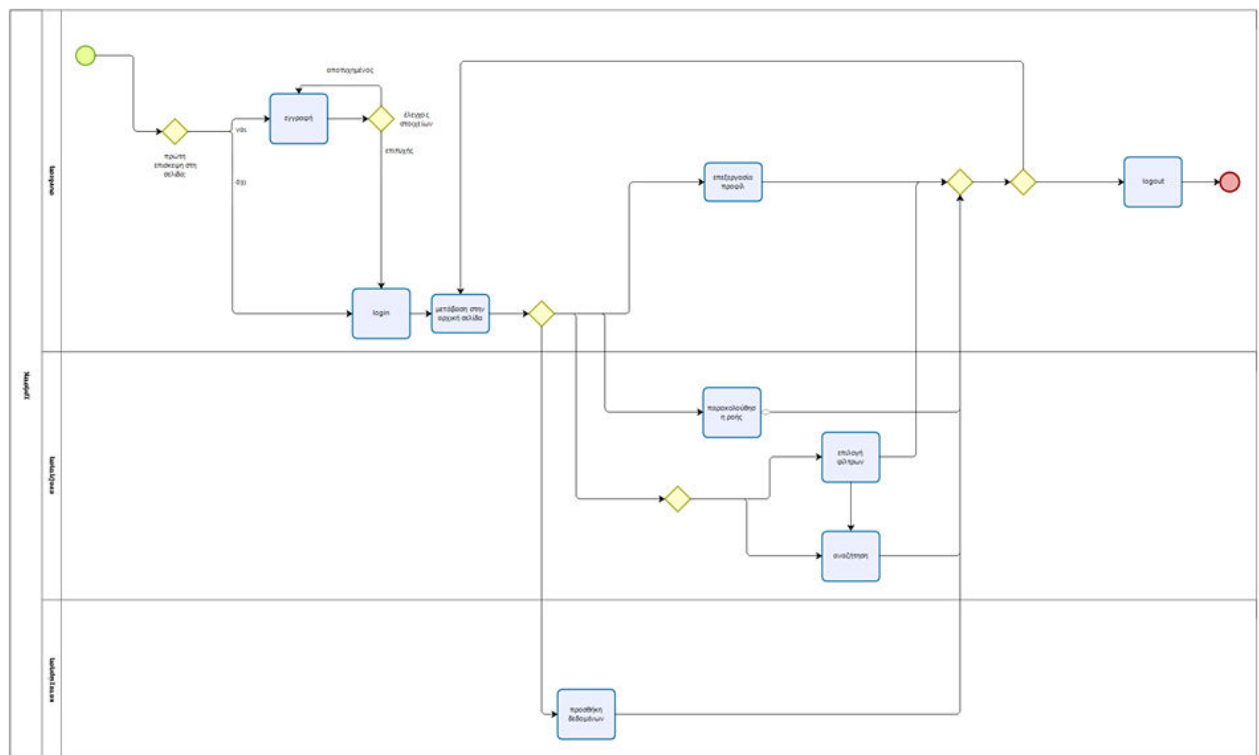 αποτυχημένος
εγγραφή
έλεγχος
στοιχείων
ναι
επιτυχής
πρώτη
επισκεψη στη
σελίδα;
όχι
επεξεργασία
προφίλ
logout
login
μετάβαση στην
αρχική σελίδα
παρακολούθησ
η ροής
επιλογή
φίλτρων
αναζήτηση
προσθήκη
δεδομένων